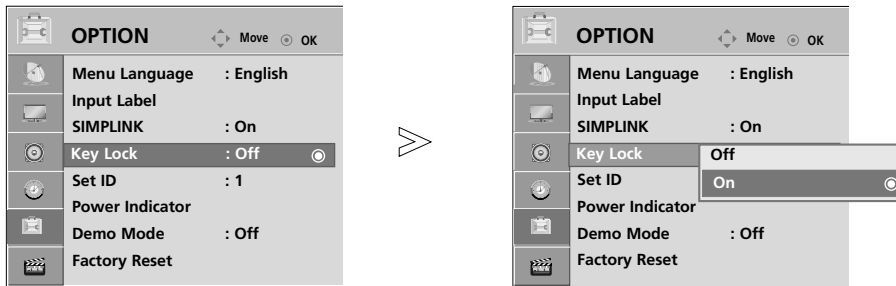 OPTION Move OK
Menu Language : English
Input Label
SIMPLINK : On
Key Lock : Off
Set ID : 1
Power Indicator
Demo Mode : Off
Factory Reset
OPTION Move OK
Menu Language : English
Input Label
SIMPLINK : On
Key Lock Off
On
Set ID
Power Indicator
Demo Mode : Off
Factory Reset